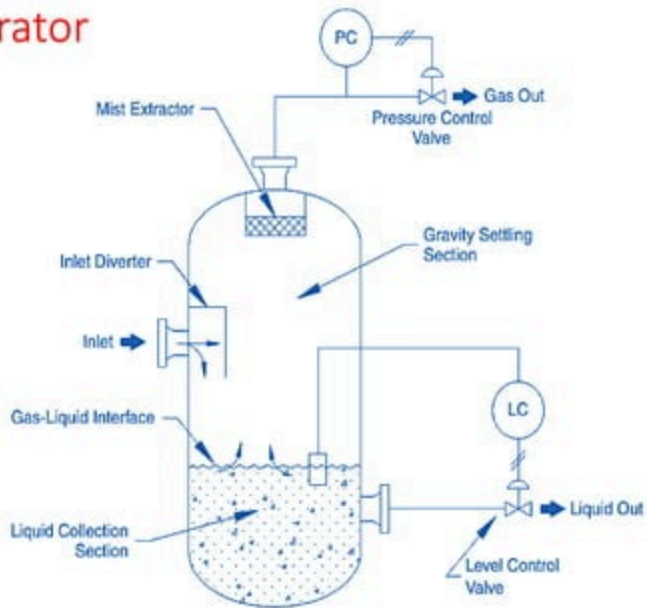 rator
PC
Mist Extractor
Gas Out
Pressure Control
Valve
Gravity Settling
Section
Inlet Diverter
Inlet
LC
Gas-Liquid Interface
Liquid Collection
Section
Liquid Out
Level Control
Valve